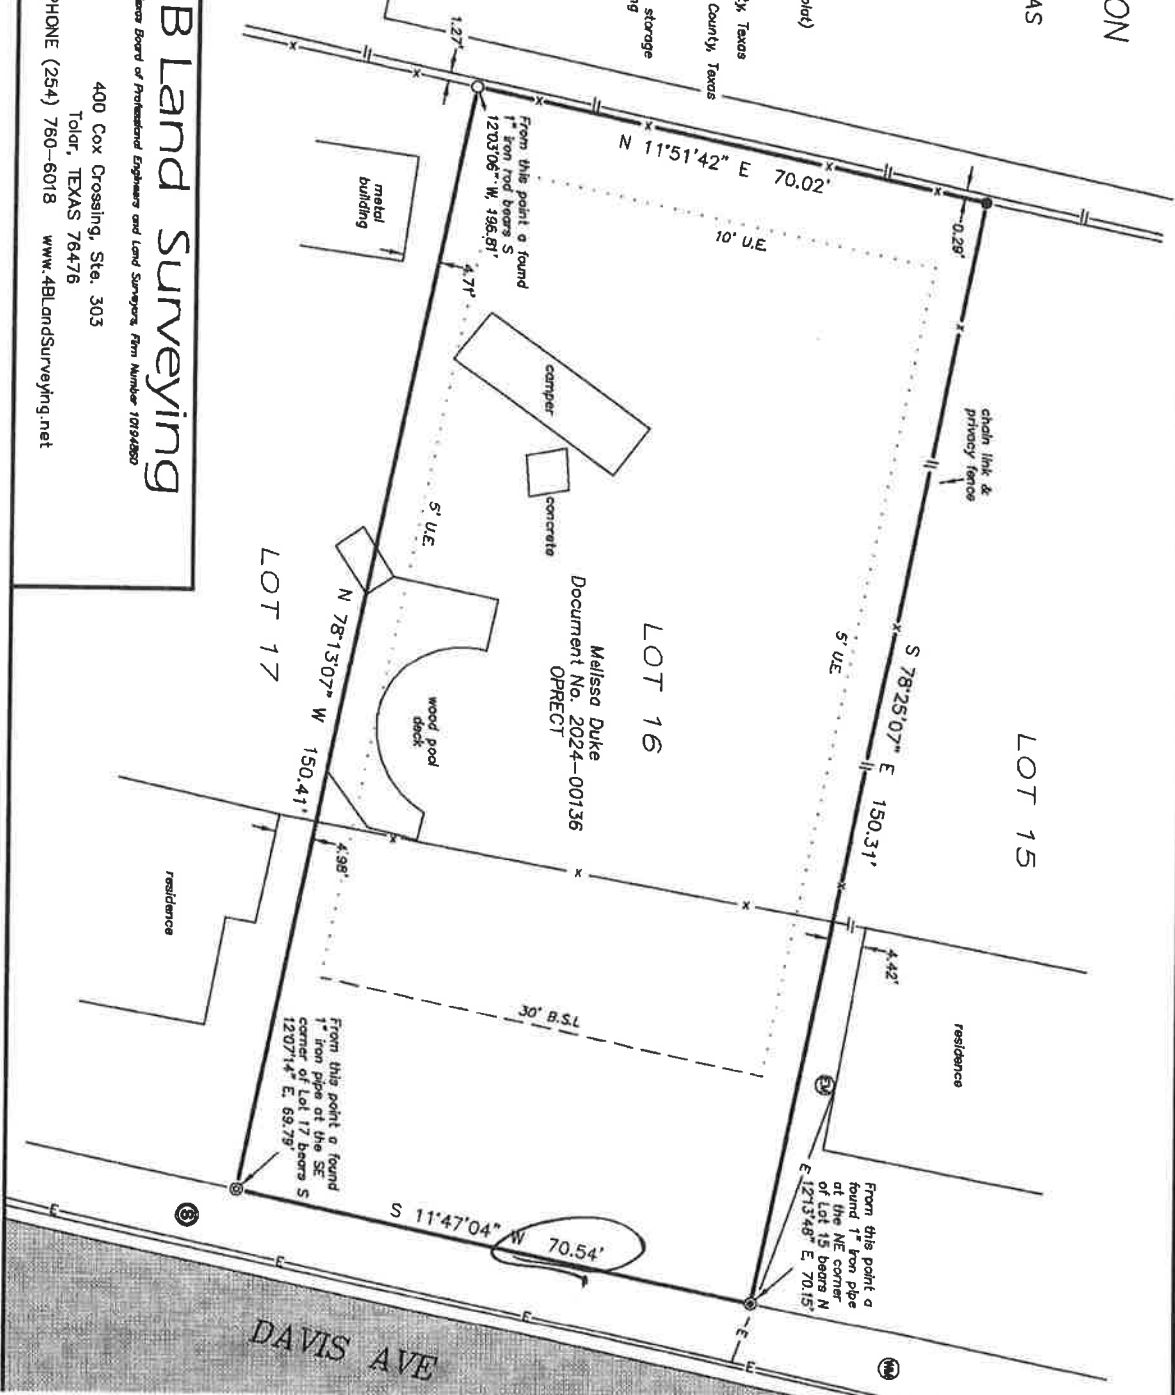 ON
AS
plat)
y, Texas
County, Texas
storage
ng
1.27'
N 11°51'42" E 70.02'
0.29'
10' U.E.
From this point a found
1" iron rod bears S
12°03'06" W, 196.81'
metal
building
4.71'
camper
concrete
chain link &
privacy fence
5' U.E.
5' U.E.
S 78°25'07" E 150.31'
LOT 15
LOT 16
Melissa Duke
Document No. 2024-00136
OPRECT
LOT 17
N 78°13'07" W 150.41'
wood pool
deck
4.98'
residence
30' B.S.L
4.42'
residence
EM
From this point a
found 1" iron pipe
at the NE corner
of Lot 15 bears N
12°13'48" E, 70.15'
From this point a found
1" iron pipe at the SE
corner of Lot 17 bears S
12°07'14" E, 69.79'
S 11°47'04" W 70.54'
E
E
E
E
E
E
S
WM
DAVIS AVE
B Land Surveying
Texas Board of Professional Engineers and Land Surveyors, Firm Number 10194860
400 Cox Crossing, Ste. 303
Tolar, TEXAS 76476
PHONE (254) 760-6018 www.4BLandSurveying.net